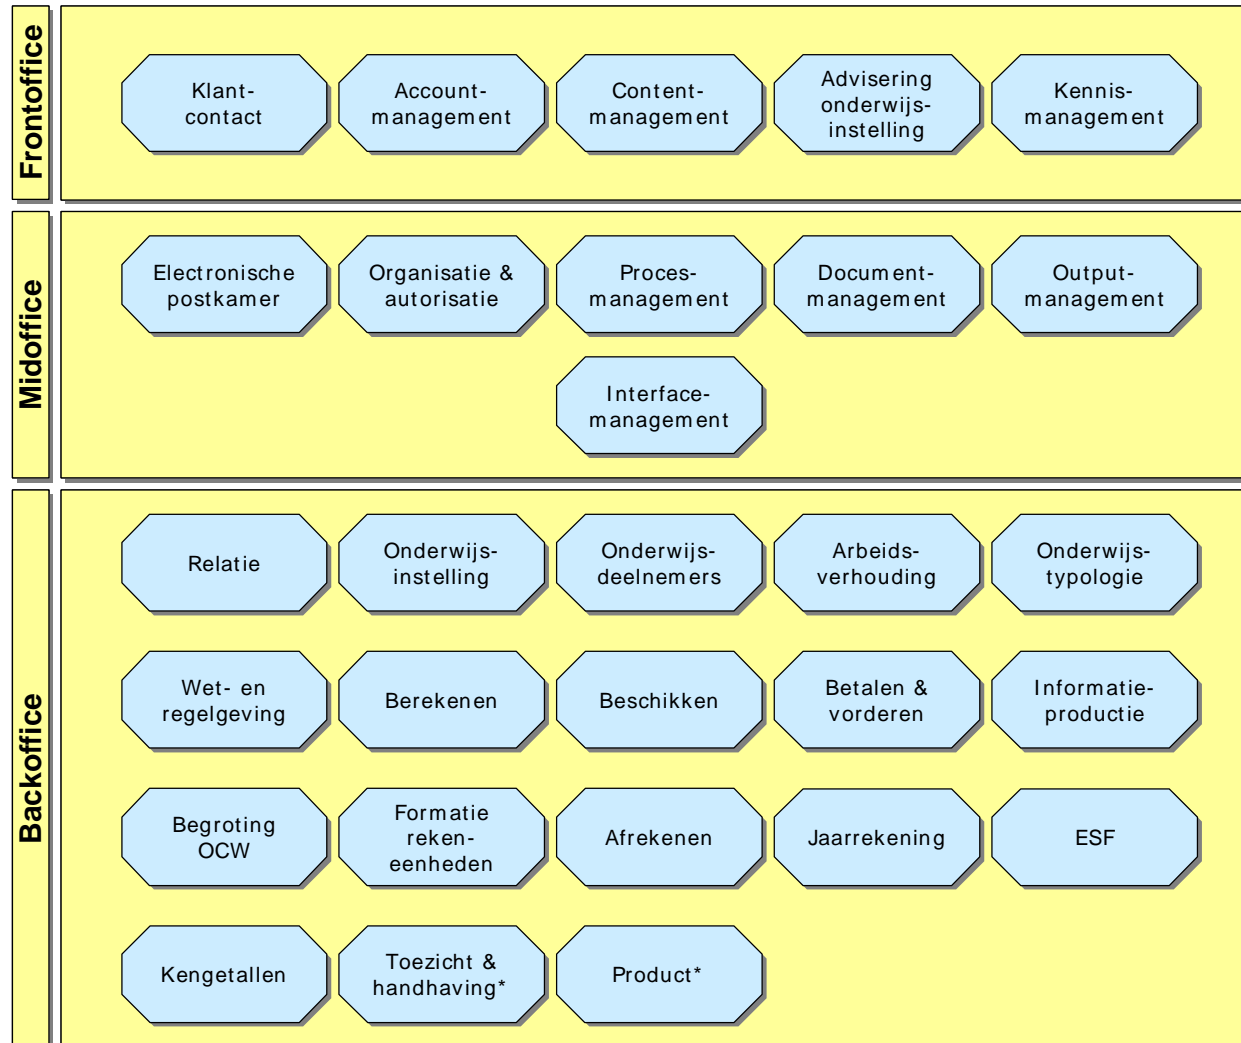 Frontoffice
Klant-
contact
Account-
management
Content-
management
Advisering
onderwijs-
instelling
Kennis-
management
Midoffice
Electronische
postkamer
Organisatie &
autorisatie
Proces-
management
Document-
management
Output-
management
Interface-
management
Backoffice
Relatie
Onderwijs-
instelling
Onderwijs-
deelnemers
Arbeids-
verhouding
Onderwijs-
typologie
Wet- en
regelgeving
Berekenen
Beschikken
Betalen &
vorderen
Informatie-
productie
Begroting
OCW
Formatie
reken-
eenheden
Afrekenen
Jaarrekening
ESF
Kengetallen
Toezicht &
handhaving*
Product*